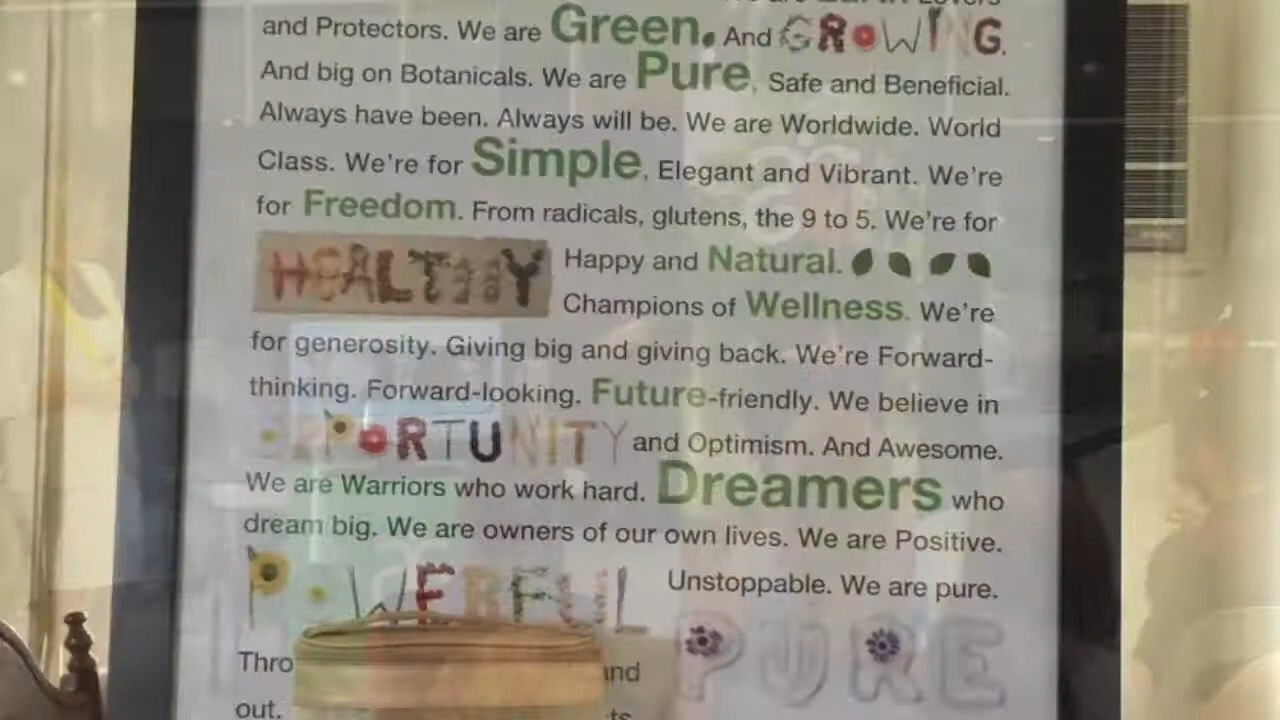 and Protectors. We are Green. And GROWING.
And big on Botanicals. We are Pure, Safe and Beneficial.
Always have been. Always will be. We are Worldwide. World
Class. We're for Simple, Elegant and Vibrant. We're
for Freedom. From radicals, glutens, the 9 to 5. We're for
HEALTHY Happy and Natural.
Champions of Wellness. We're
for generosity. Giving big and giving back. We're Forward-
thinking. Forward-looking. Future-friendly. We believe in
OPPORTUNITY and Optimism. And Awesome.
We are Warriors who work hard. Dreamers who
dream big. We are owners of our own lives. We are Positive.
POWERFUL Unstoppable. We are pure.
PURE
out.